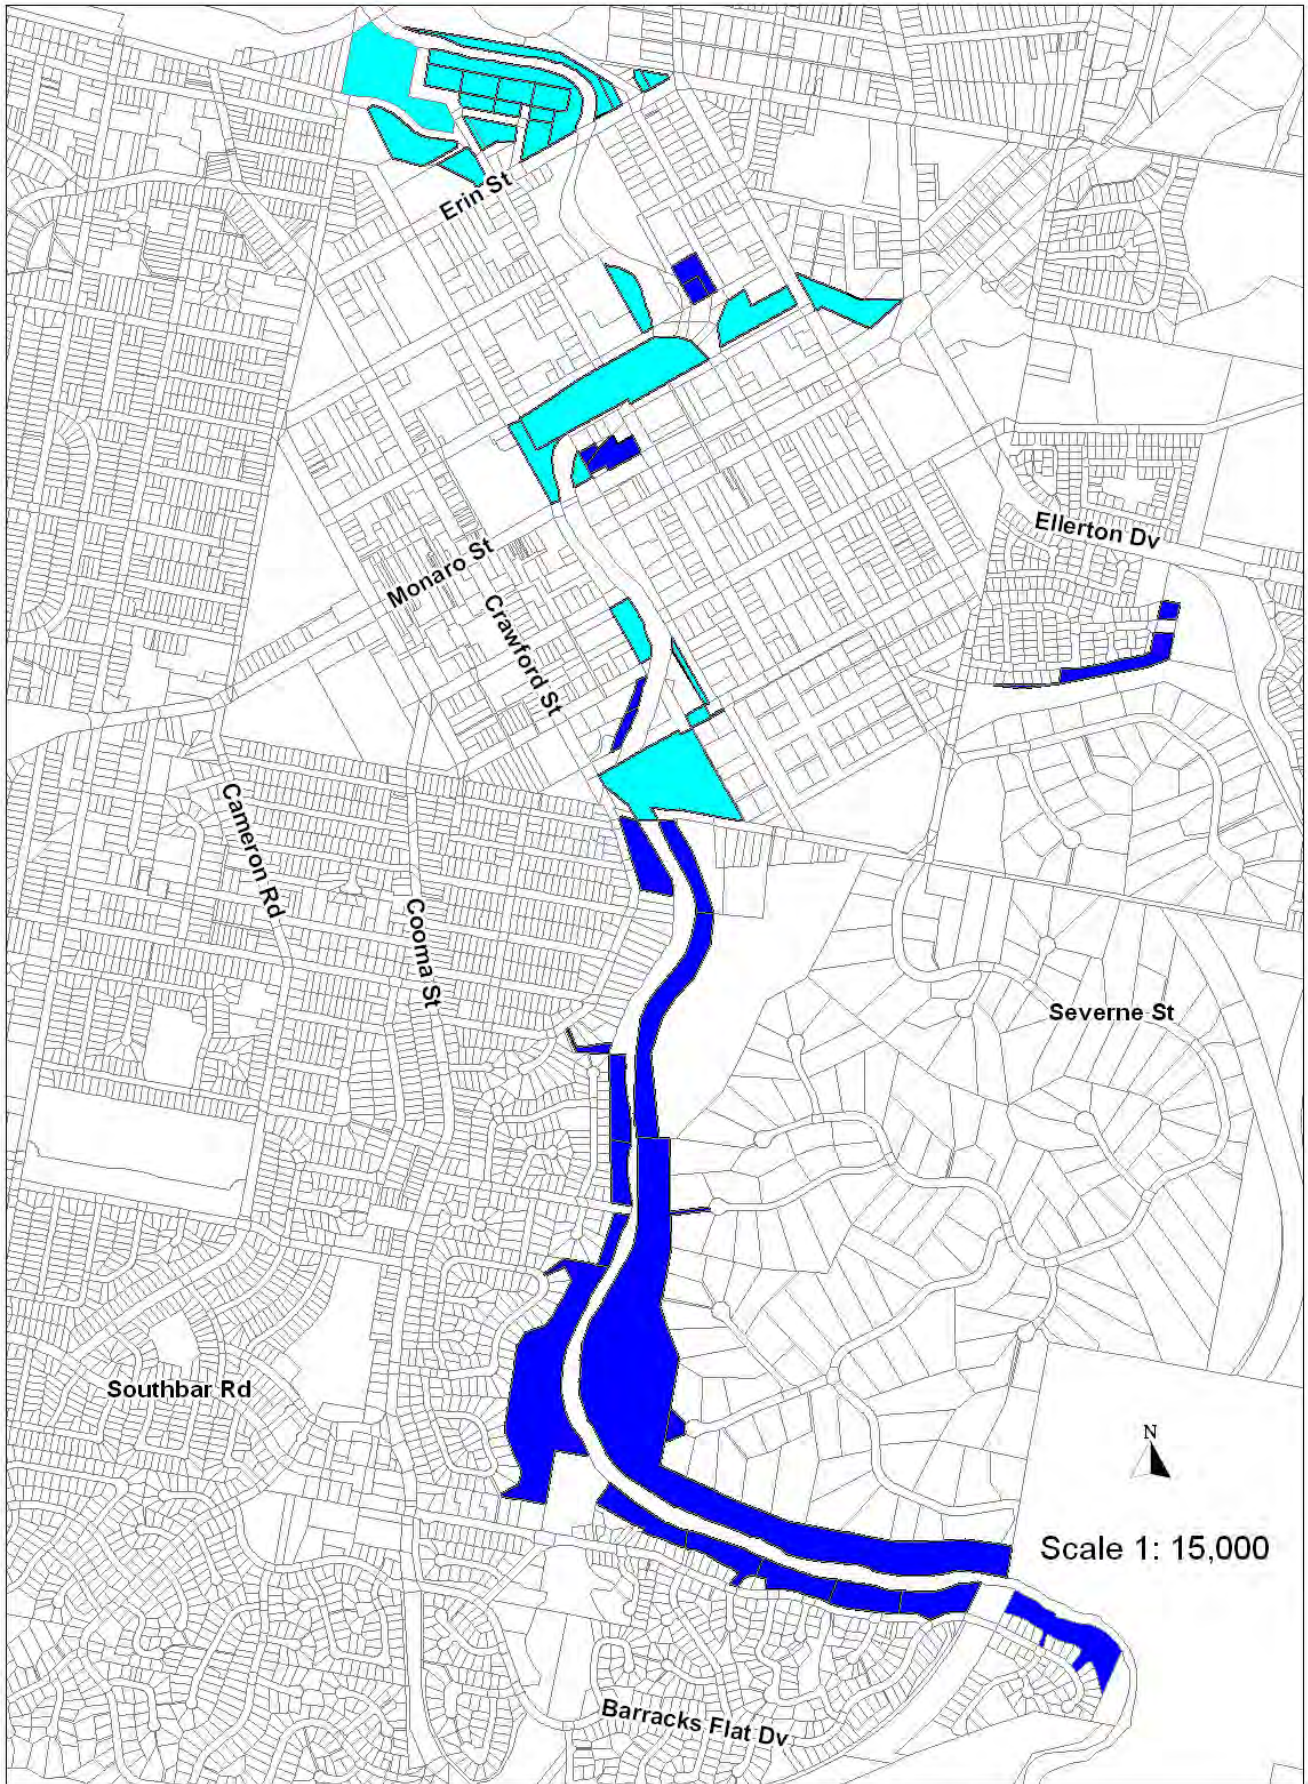 Erin St
Ellerton Dv
Monaro St
Crawford St
Cameron Rd
Cooma St
Severne St
Southbar Rd
N
Scale 1: 15,000
Barracks Flat Dv